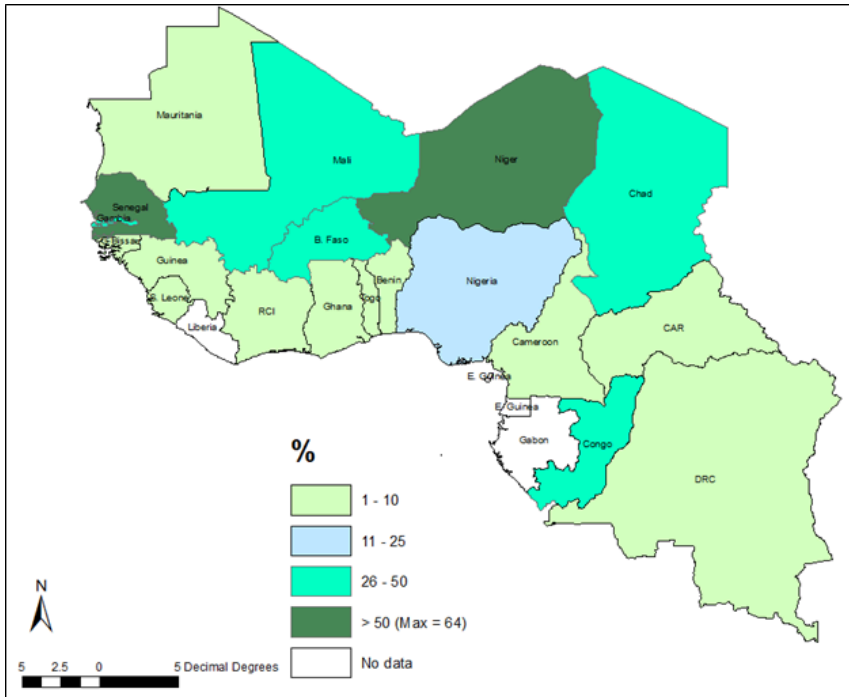 Mauritania
Mali
Niger
Chad
Senegal
Gambia
Bissau
B. Faso
Guinea
Benin
Nigeria
S. Leone
RCI
Ghana
Togo
Liberia
Cameroon
CAR
E. Guinea
E. Guinea
Gabon
Congo
DRC
%
1 - 10
11 - 25
26 - 50
> 50 (Max = 64)
No data
N
5 2.5 0 5 Decimal Degrees